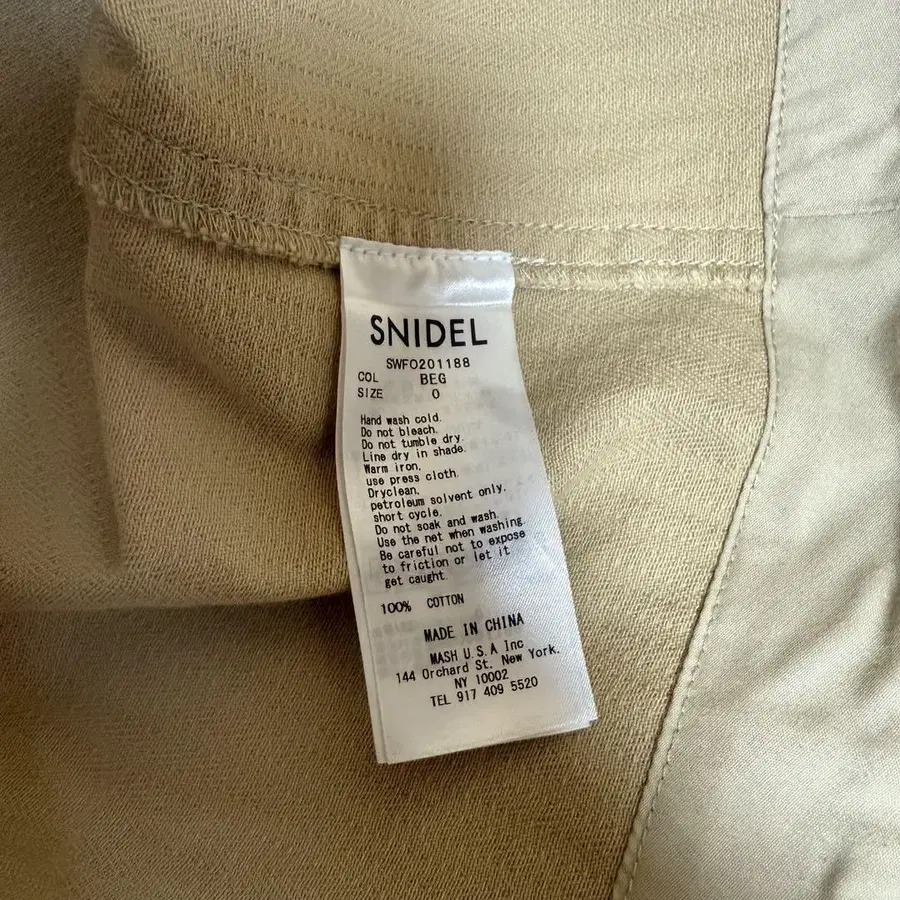 SNIDEL
SWFO201188
COL BEG
SIZE 0
Hand wash cold.
Do not bleach.
Do not tumble dry.
Line dry in shade.
Warm iron,
use press cloth.
Dryclean,
petroleum solvent only,
short cycle.
Do not soak and wash.
Use the net when washing.
Be careful not to expose
to friction or let it
get caught.
100% COTTON
MADE IN CHINA
MASH U.S.A Inc
144 Orchard St. New York.
NY 10002
TEL 917 409 5520